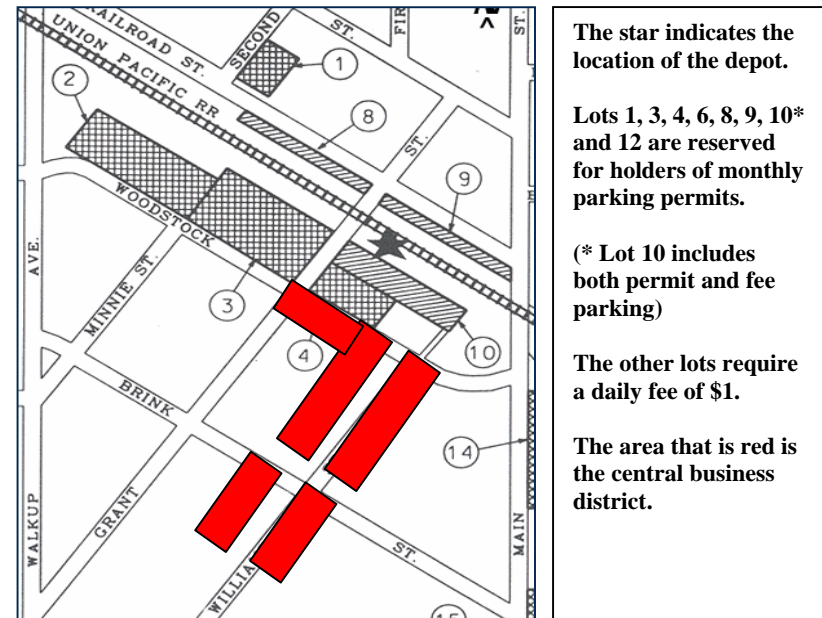 RAILROAD ST.
UNION PACIFIC RR
SECOND
ST.
FIR
ST.
1
2
8
ST.
9
WOODSTOCK
AVE.
MINNIE ST.
3
4
10
BRINK
14
GRANT
WALKUP
WILLIA
ST.
MAIN
The star indicates the
location of the depot.
Lots 1, 3, 4, 6, 8, 9, 10*
and 12 are reserved
for holders of monthly
parking permits.
(* Lot 10 includes
both permit and fee
parking)
The other lots require
a daily fee of $1.
The area that is red is
the central business
district.